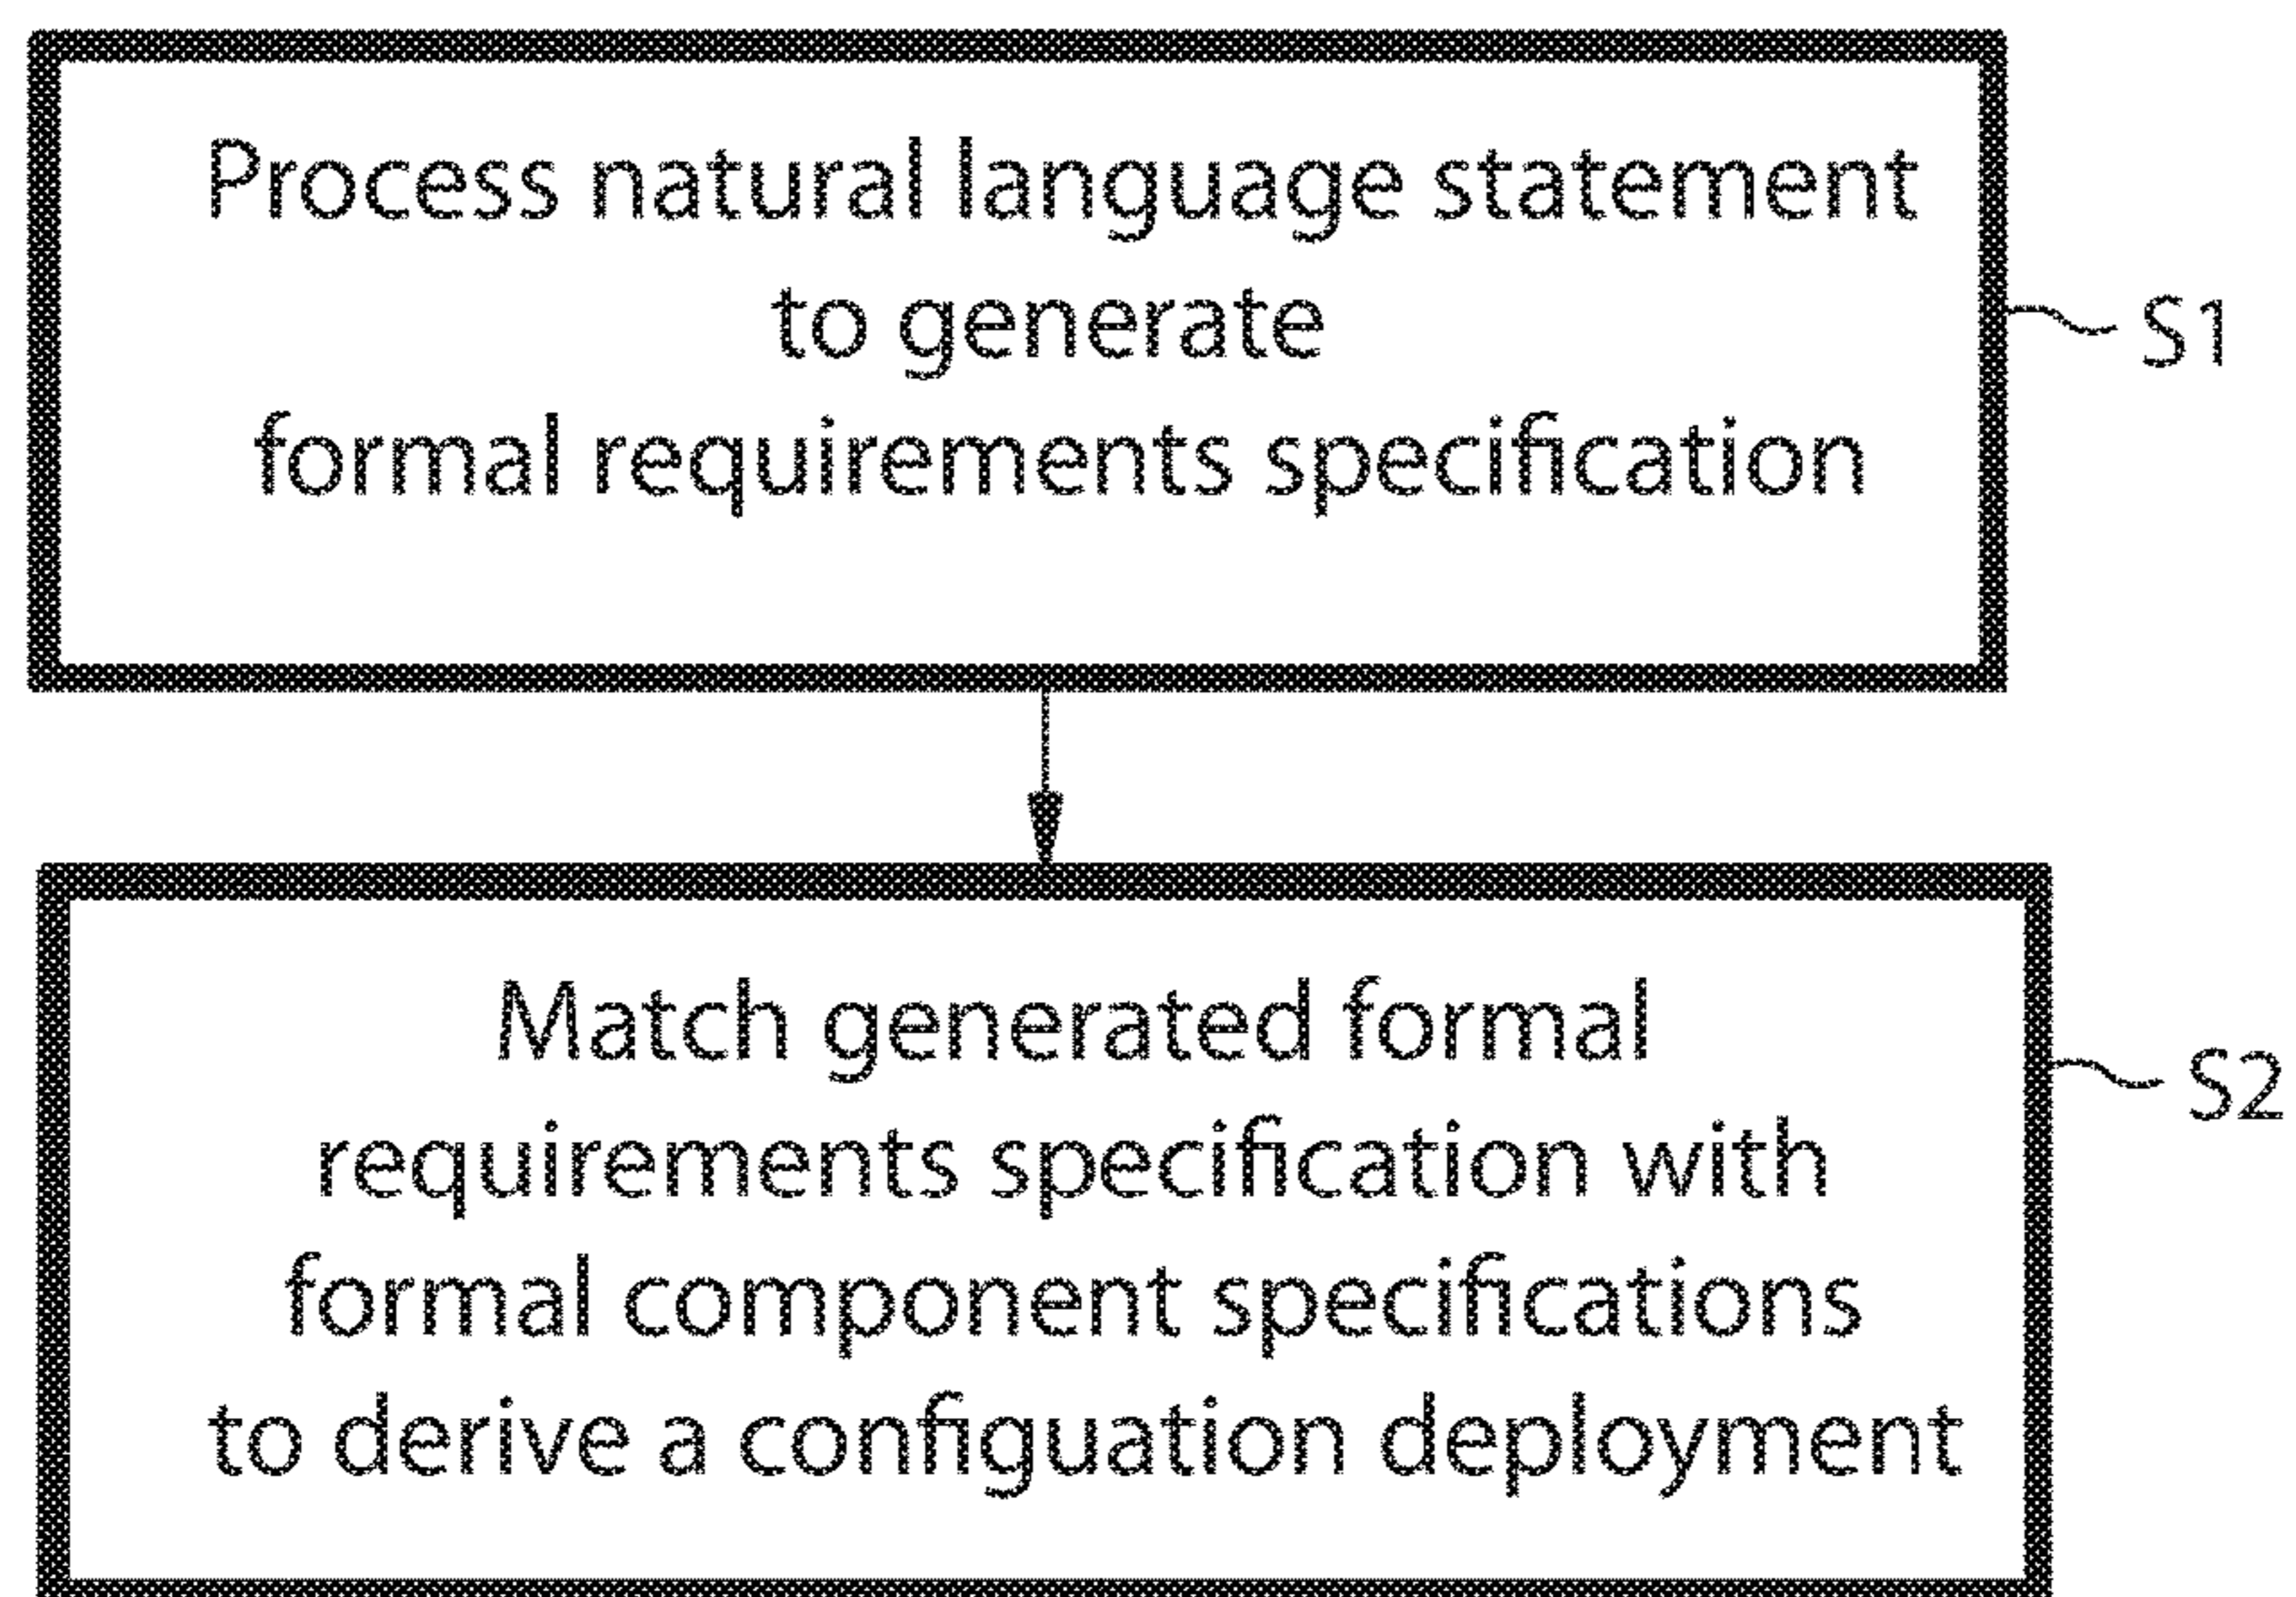 Process natural language statement
to generate
S1
formal requirements specification
Match generated formal
S2
requirements specification with
formal component specifications
to derive a configuation deployment